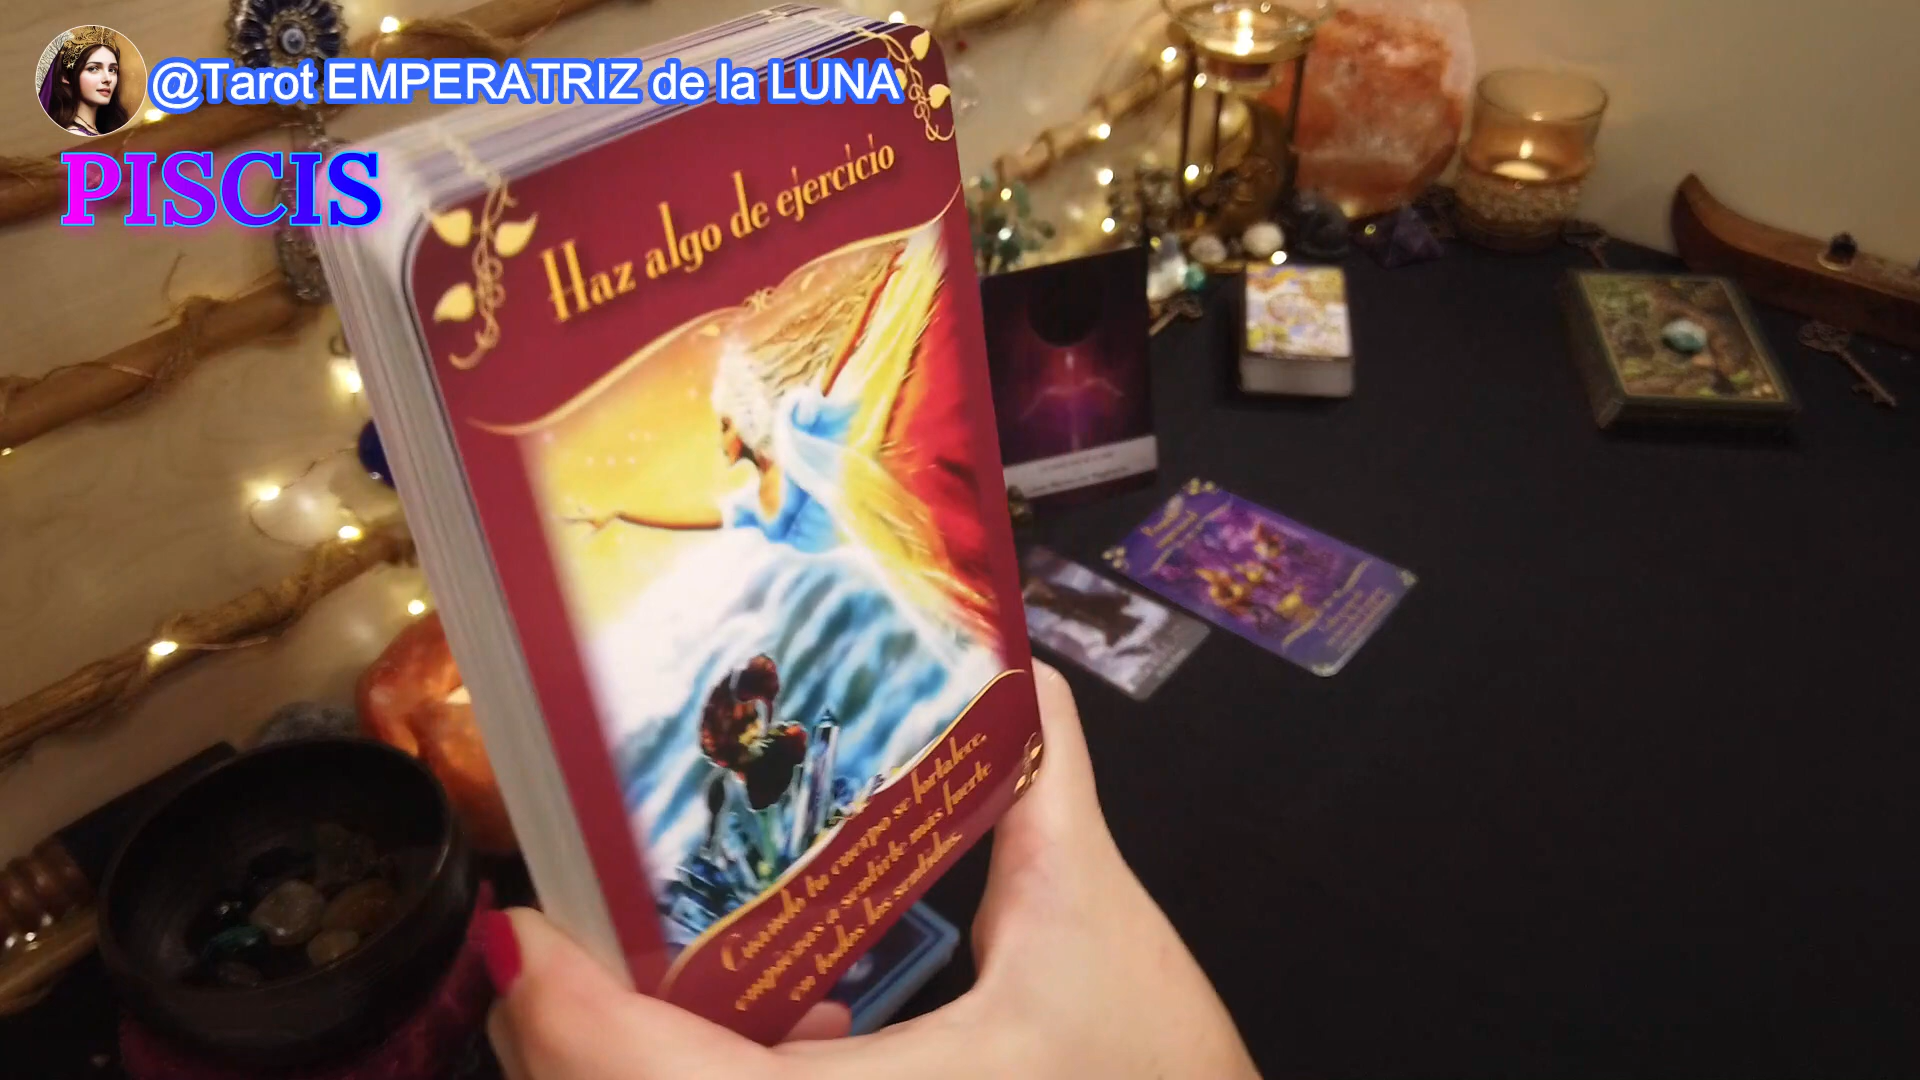 @Tarot EMPERATRIZ de la LUNA
PISCIS
Haz algo de ejercicio
Cuando tu cuerpo se fortalece,
empiezas a sentirte más fuerte
en todos los sentidos.